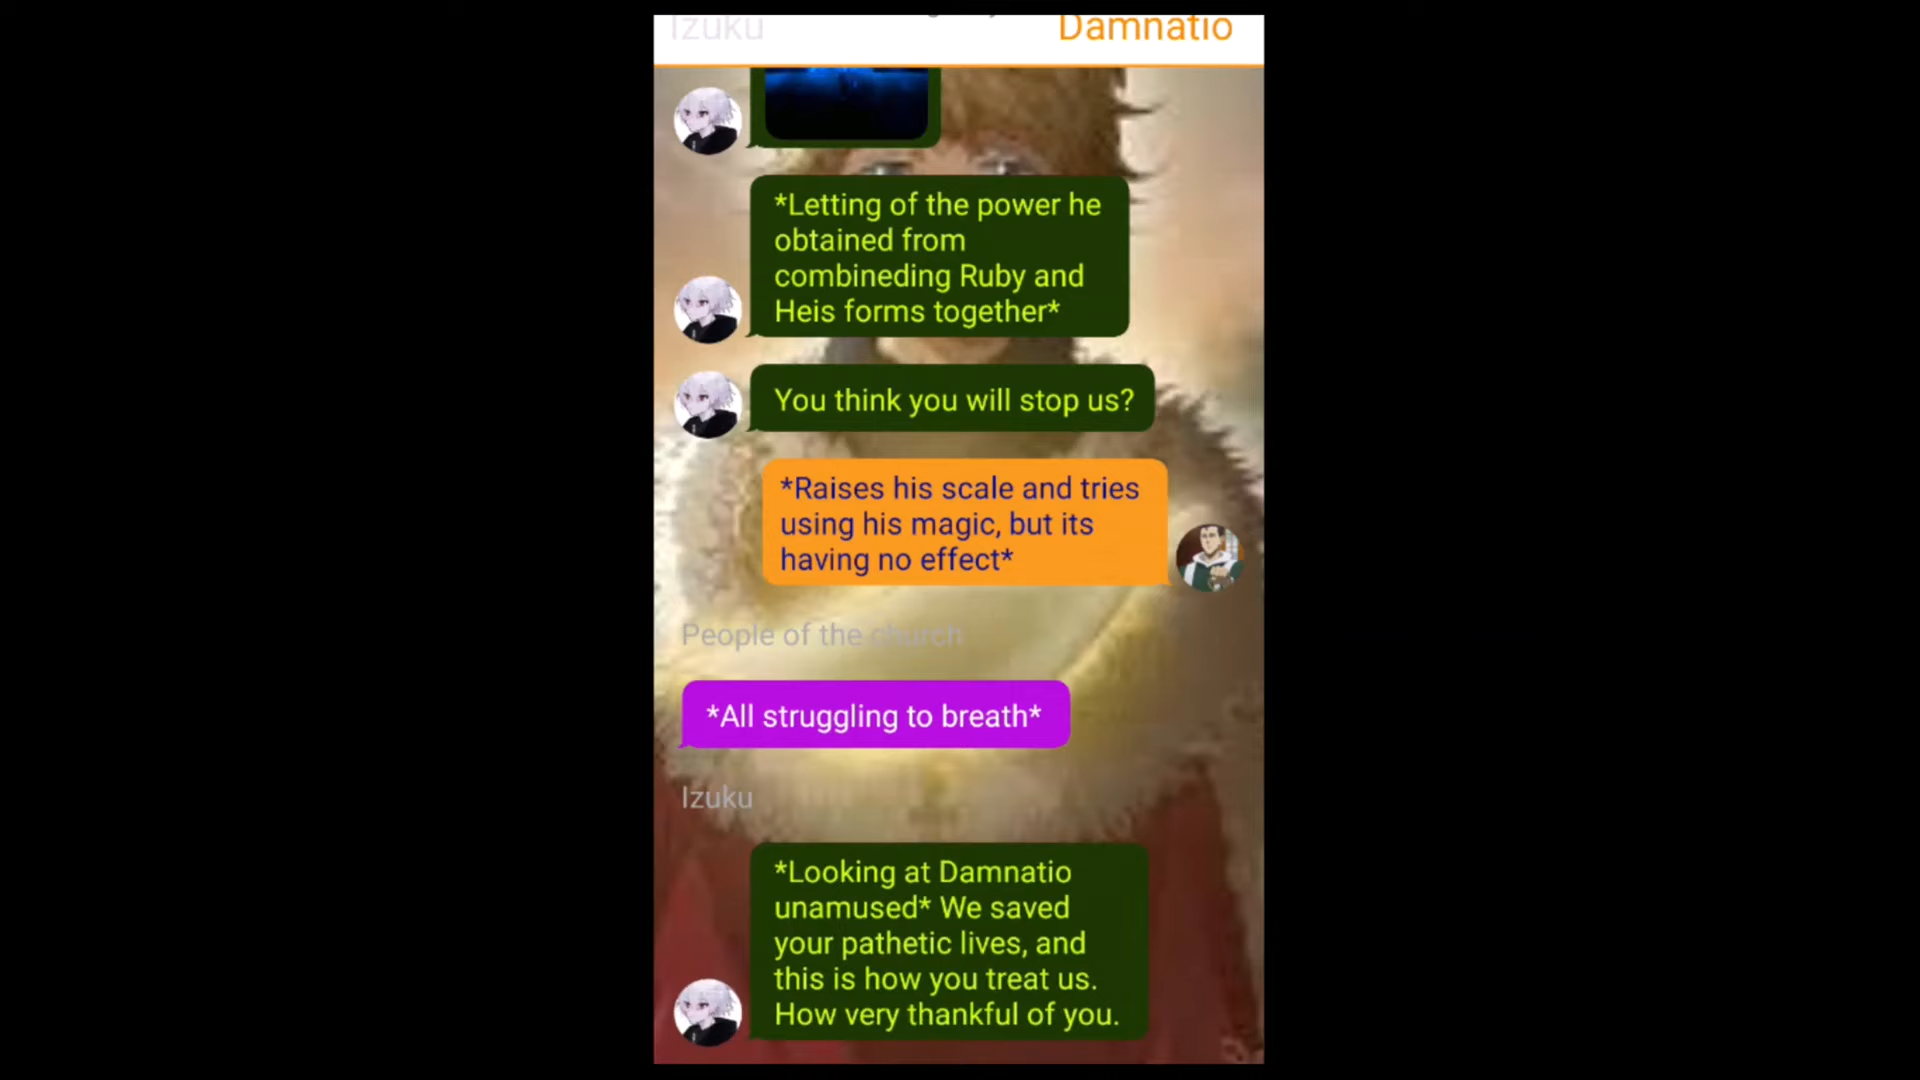 Izuku
Damnatio
*Letting of the power he
obtained from
combineding Ruby and
Heis forms together*
You think you will stop us?
*Raises his scale and tries
using his magic, but its
having no effect*
People of the church
*All struggling to breath*
Izuku
*Looking at Damnatio
unamused* We saved
your pathetic lives, and
this is how you treat us.
How very thankful of you.